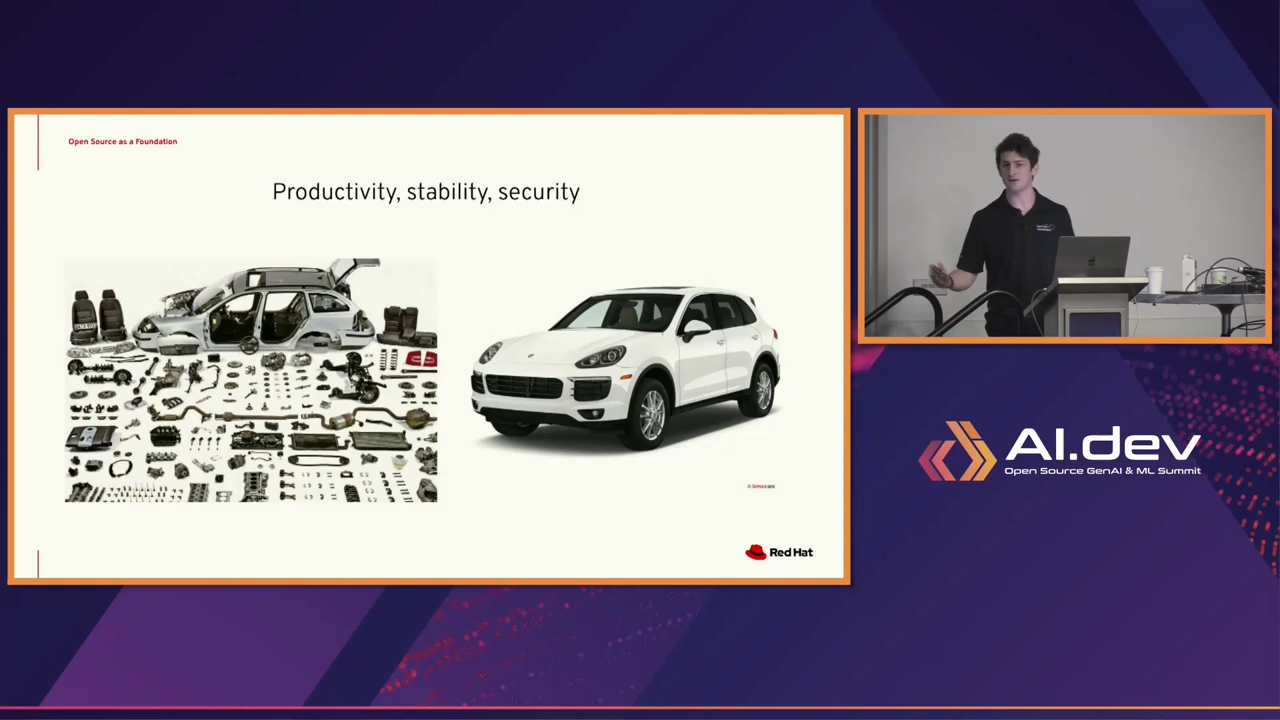 Open Source as a Foundation
Productivity, stability, security
Red Hat
AI.dev
Open Source GenAI & ML Summit